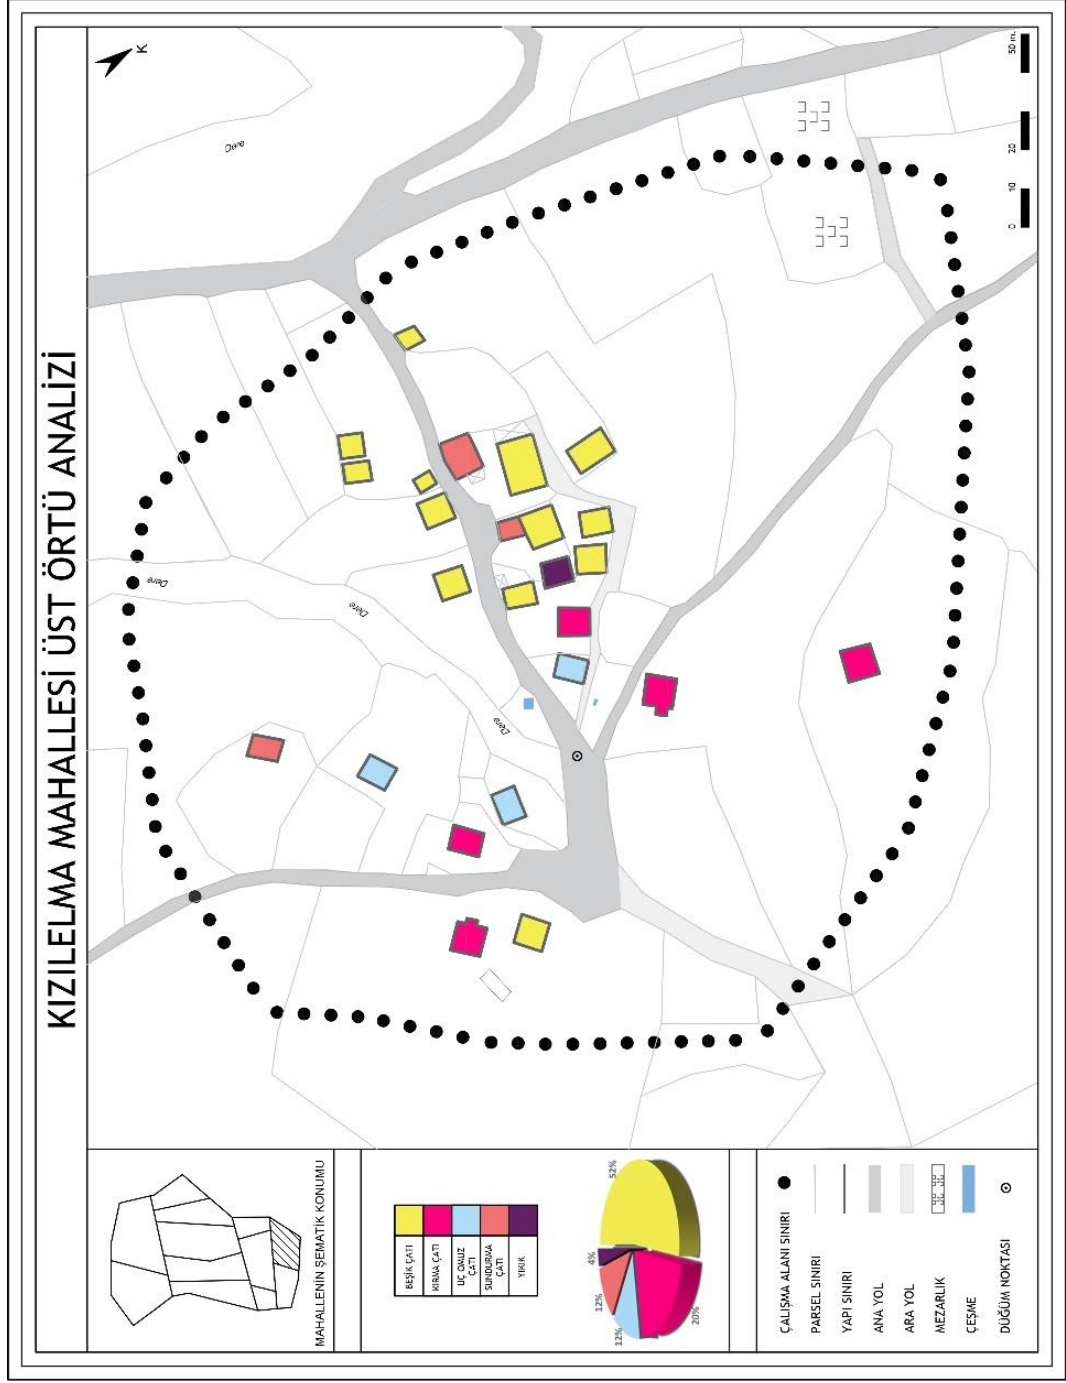 KIZILELMA MAHALLESİ ÜST ÖRTÜ ANALİZİ
K
Dere
Dere
Dere
Dere
0 10 20 50 m.
MAHALLENİN ŞEMATİK KONUMU
BEŞİK ÇATI
KIRMA ÇATI
ÜÇ OMUZ
ÇATI
SUNDURMA
ÇATI
YIKIK
52%
20%
12%
12%
4%
ÇALIŞMA ALANI SINIRI
PARSEL SINIRI
YAPI SINIRI
ANA YOL
ARA YOL
MEZARLIK
ÇEŞME
DÜĞÜM NOKTASI